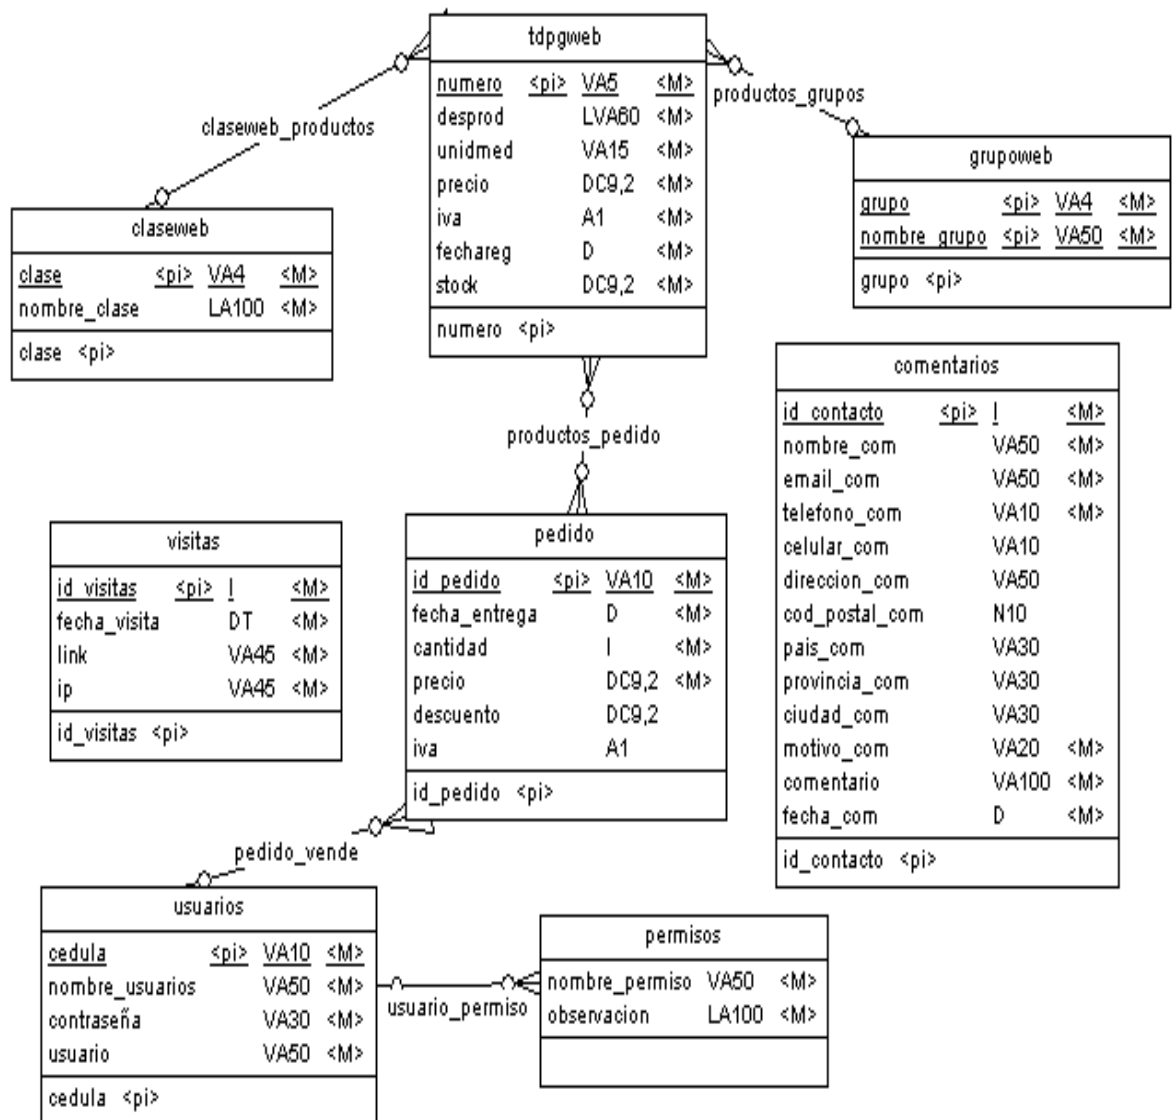 tdpgweb
numero <pi> VA5 <M>
desprod LVA60 <M>
unidmed VA15 <M>
precio DC9,2 <M>
iva A1 <M>
fechareg D <M>
stock DC9,2 <M>
numero <pi>
claseweb_productos
productos_grupos
claseweb
clase <pi> VA4 <M>
nombre_clase LA100 <M>
clase <pi>
grupoweb
grupo <pi> VA4 <M>
nombre_grupo <pi> VA50 <M>
grupo <pi>
productos_pedido
comentarios
id_contacto <pi> I <M>
nombre_com VA50 <M>
email_com VA50 <M>
telefono_com VA10 <M>
celular_com VA10
direccion_com VA50
cod_postal_com N10
pais_com VA30
provincia_com VA30
ciudad_com VA30
motivo_com VA20 <M>
comentario VA100 <M>
fecha_com D <M>
id_contacto <pi>
visitas
id_visitas <pi> I <M>
fecha_visita DT <M>
link VA45 <M>
ip VA45 <M>
id_visitas <pi>
pedido
id_pedido <pi> VA10 <M>
fecha_entrega D <M>
cantidad I <M>
precio DC9,2 <M>
descuento DC9,2
iva A1
id_pedido <pi>
pedido_vende
usuarios
cedula <pi> VA10 <M>
nombre_usuarios VA50 <M>
contraseña VA30 <M>
usuario VA50 <M>
cedula <pi>
usuario_permiso
permisos
nombre_permiso VA50 <M>
observacion LA100 <M>